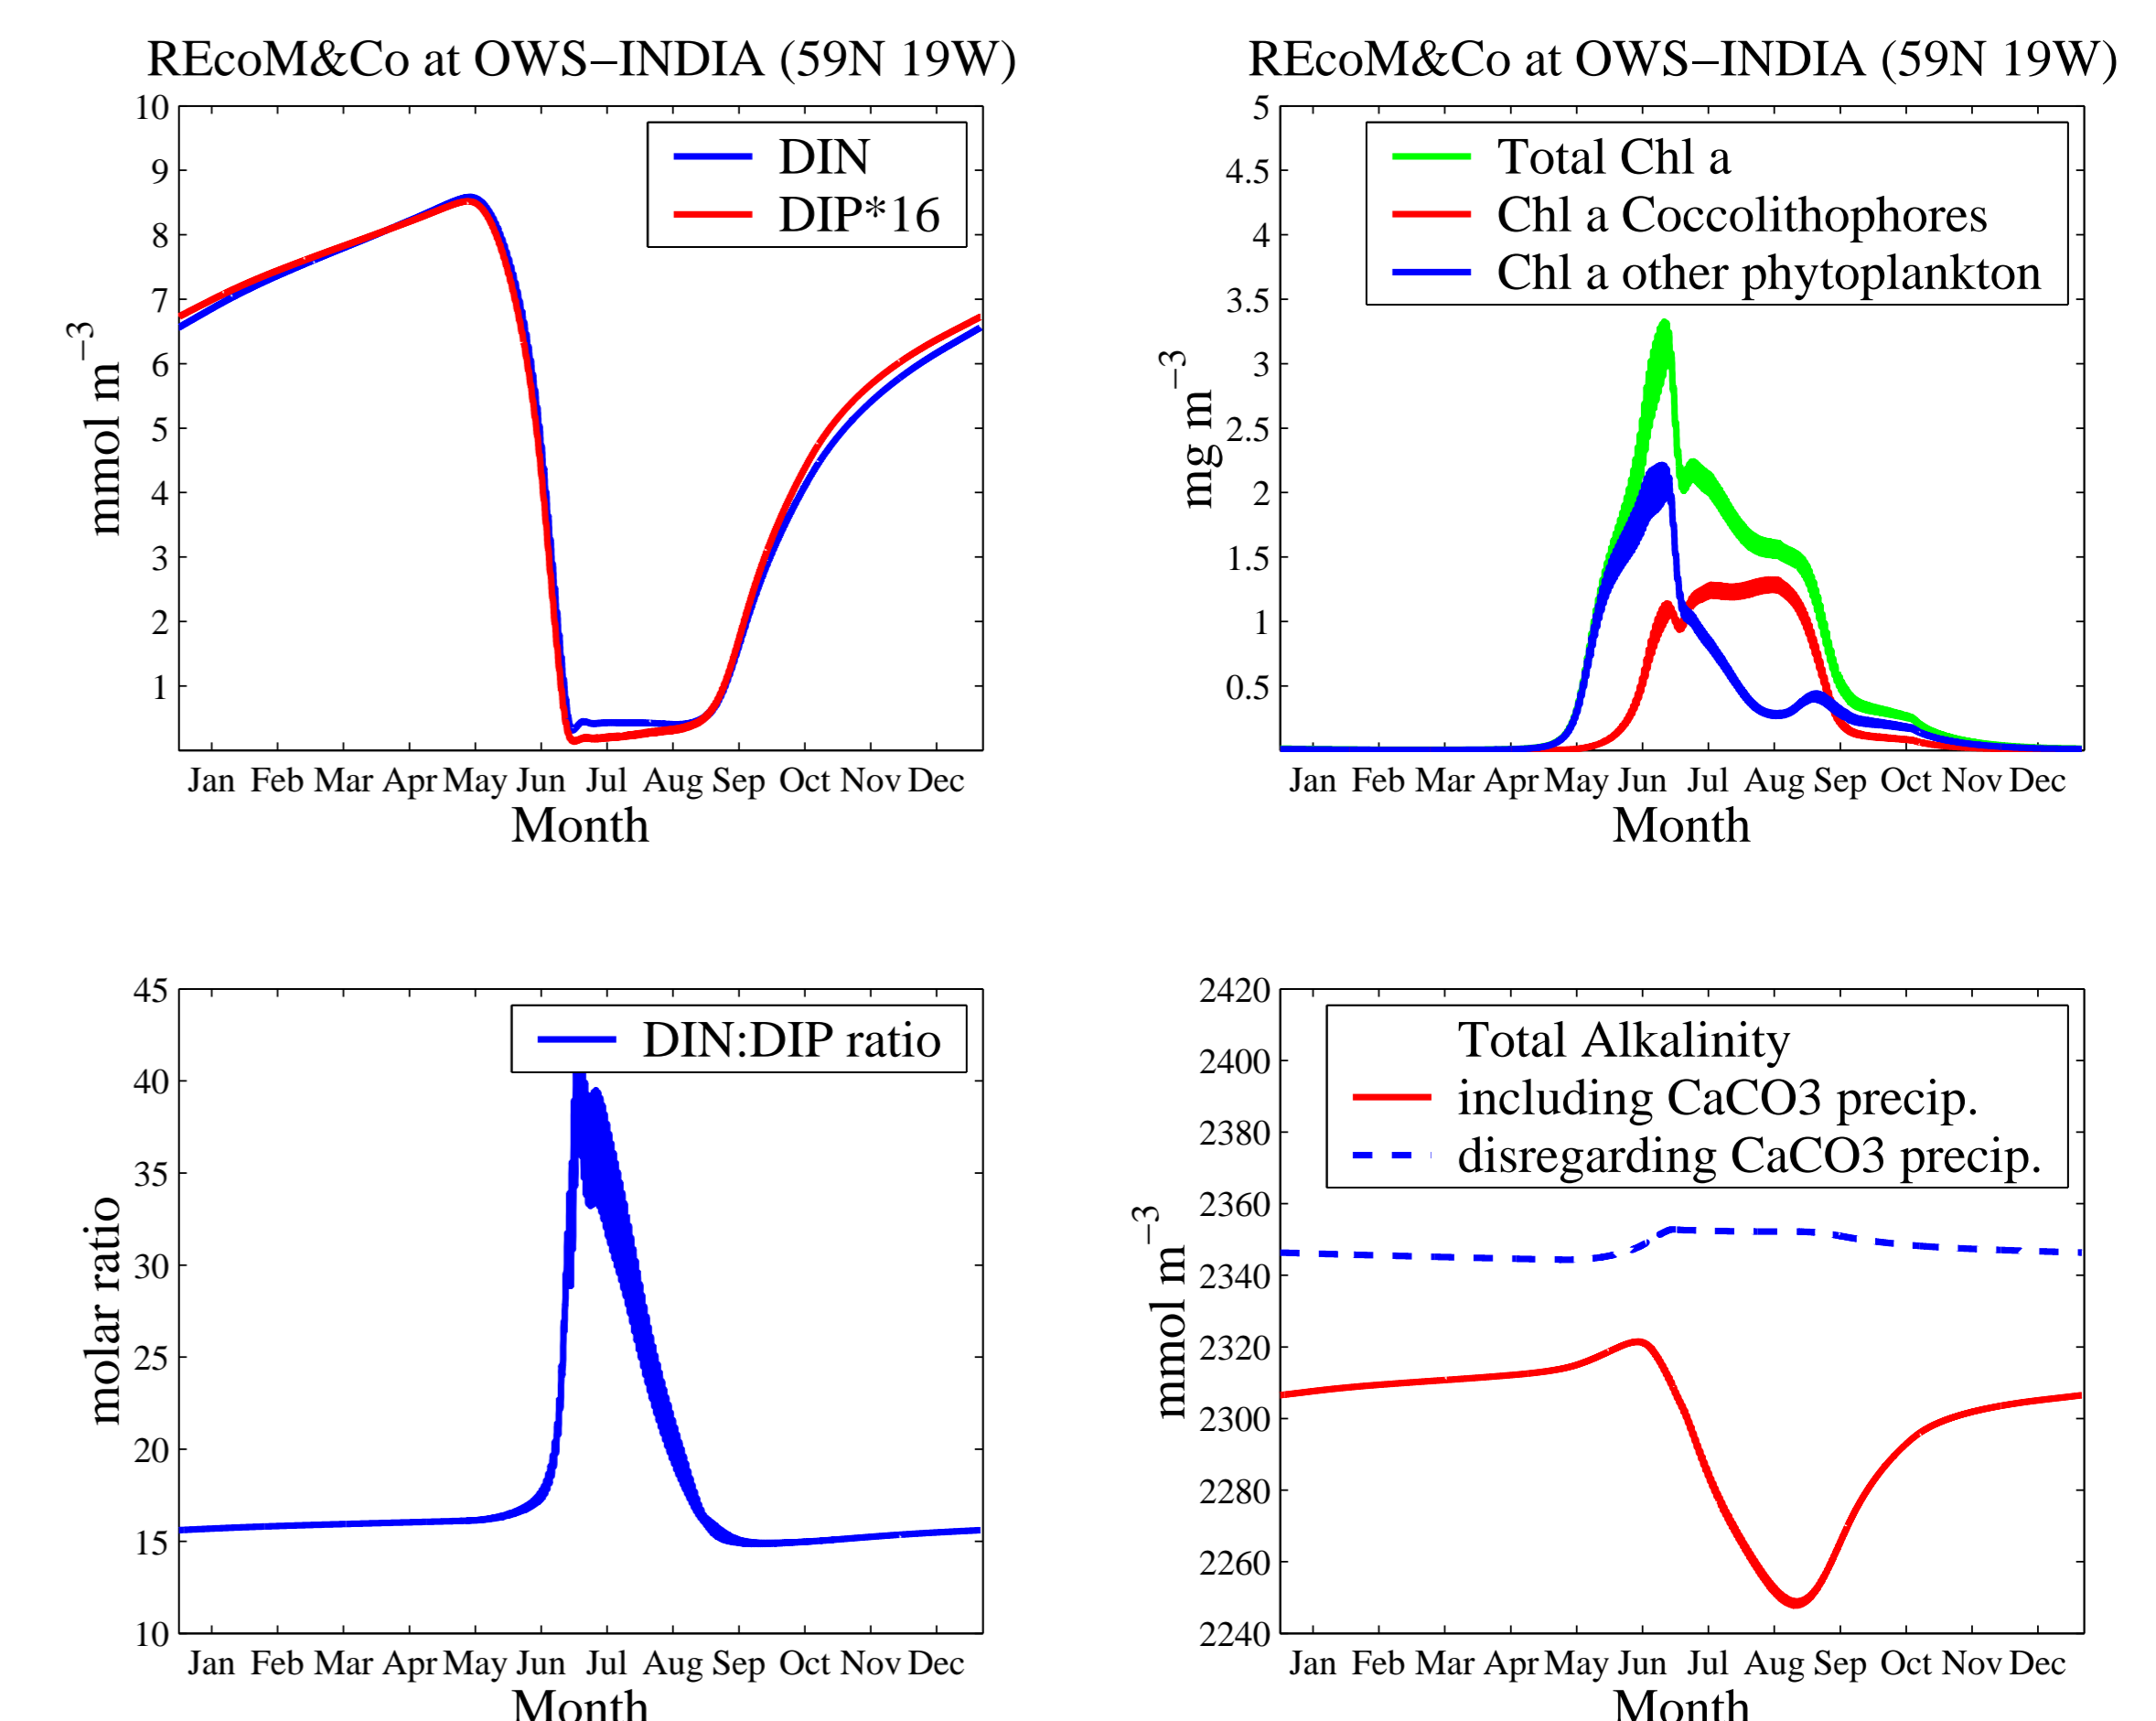 REcoM&Co at OWS−INDIA (59N 19W)
10
9
8
7
6
5
4
3
2
1
mmol m−3
DIN
DIP*16
Jan Feb Mar Apr May Jun Jul Aug Sep Oct Nov Dec
Month
REcoM&Co at OWS−INDIA (59N 19W)
5
4.5
4
3.5
3
2.5
2
1.5
1
0.5
mg m−3
Total Chl a
Chl a Coccolithophores
Chl a other phytoplankton
Jan Feb Mar Apr May Jun Jul Aug Sep Oct Nov Dec
Month
45
40
35
30
25
20
15
10
molar ratio
DIN:DIP ratio
Jan Feb Mar Apr May Jun Jul Aug Sep Oct Nov Dec
Month
2420
2400
2380
2360
2340
2320
2300
2280
2260
2240
mmol m−3
Total Alkalinity
including CaCO3 precip.
disregarding CaCO3 precip.
Jan Feb Mar Apr May Jun Jul Aug Sep Oct Nov Dec
Month